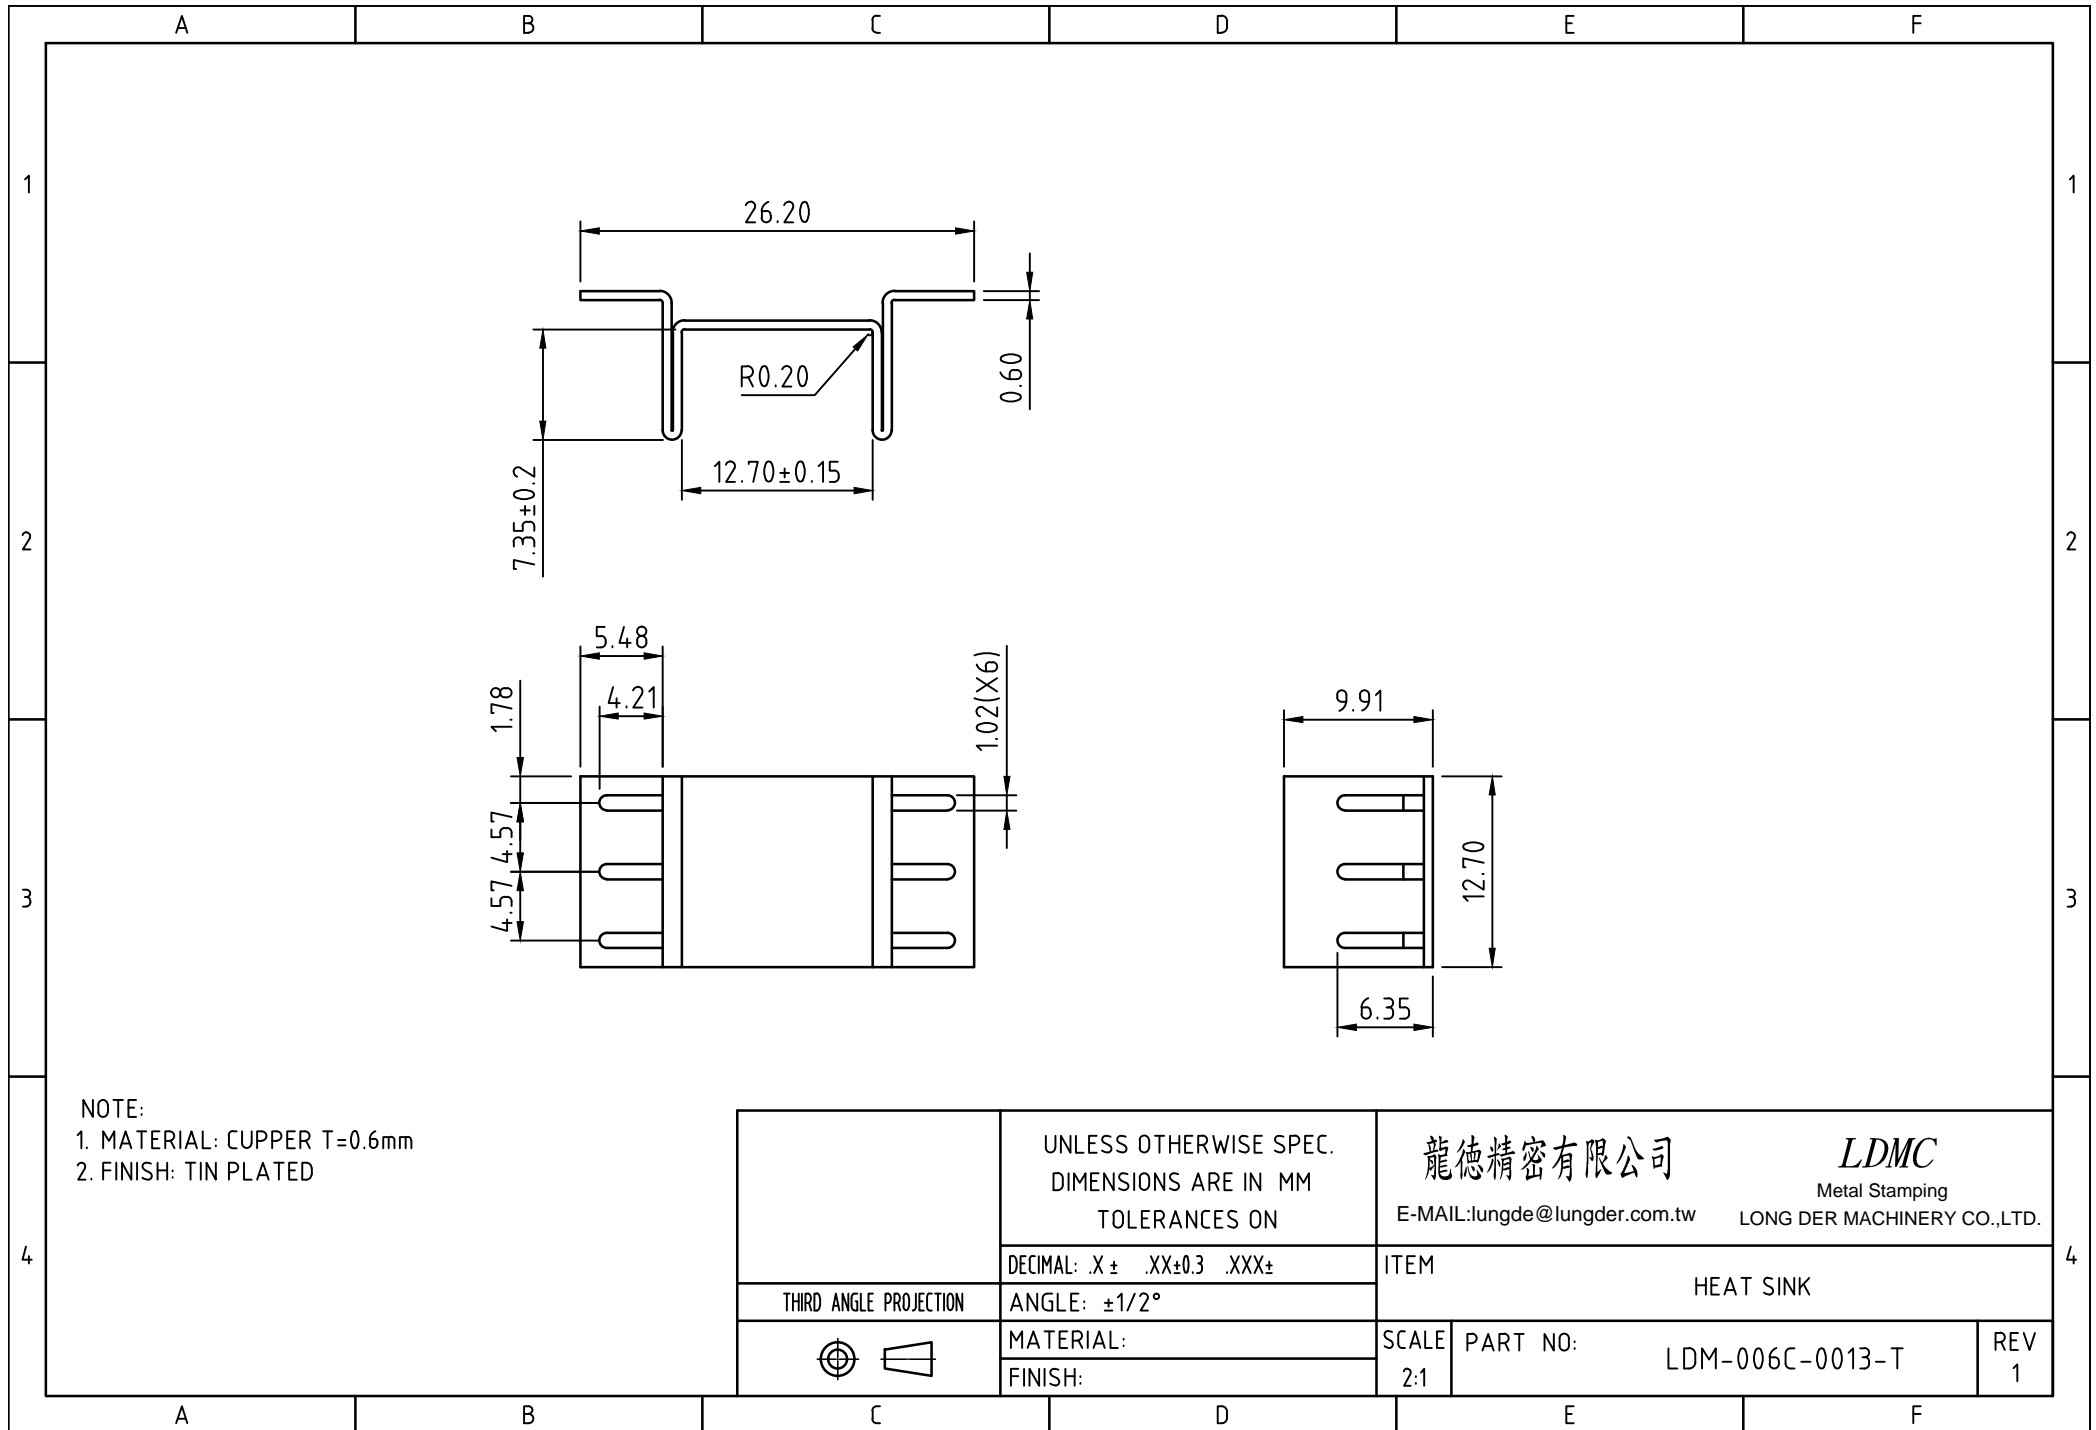 A B C D E F
1 1
26.20
0.60
R0.20
12.70±0.15
7.35±0.2
2 2
5.48
4.21
1.78
4.57
4.57
1.02(X6)
9.91
12.70
6.35
3 3
NOTE:
1. MATERIAL: CUPPER T=0.6mm
2. FINISH: TIN PLATED
UNLESS OTHERWISE SPEC.
DIMENSIONS ARE IN MM
TOLERANCES ON
DECIMAL: .X± .XX±0.3 .XXX±
THIRD ANGLE PROJECTION
ANGLE: ±1/2°
MATERIAL:
FINISH:
龍德精密有限公司
E-MAIL:lungde@lungder.com.tw
LDMC
Metal Stamping
LONG DER MACHINERY CO.,LTD.
ITEM
HEAT SINK
SCALE
2:1
PART NO:
LDM-006C-0013-T
REV
1
4 4
A B C D E F